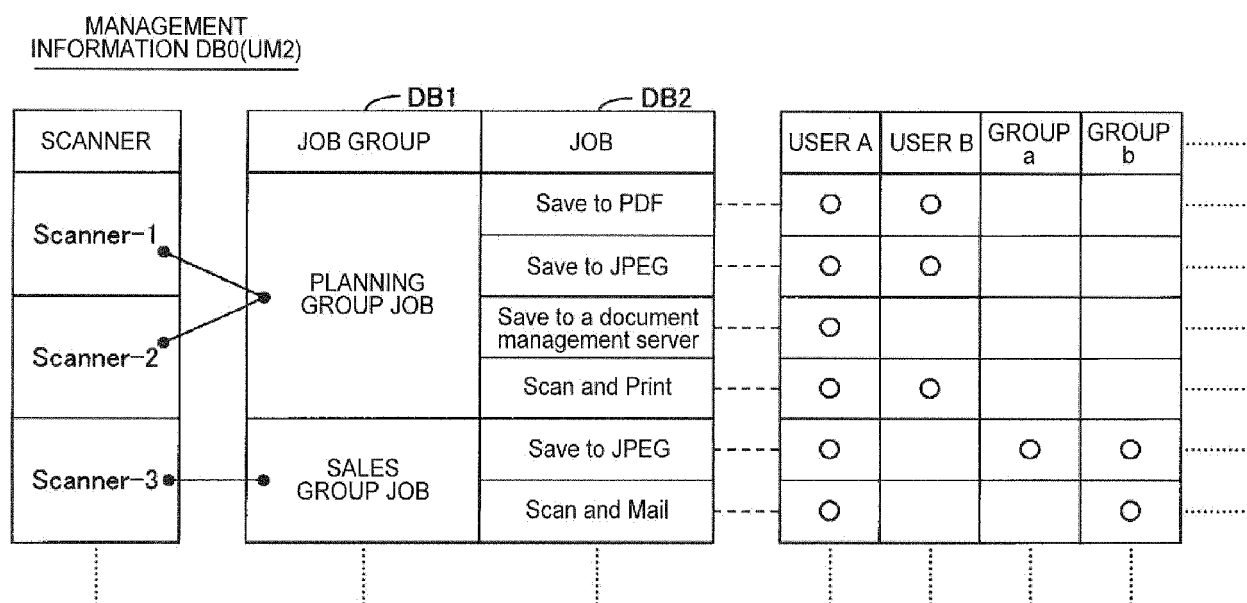 MANAGEMENT
INFORMATION DB0(UM2)
DB1
DB2
SCANNER
JOB GROUP
JOB
USER A
USER B
GROUP
a
GROUP
b
Scanner-1
Scanner-2
Scanner-3
PLANNING
GROUP JOB
SALES
GROUP JOB
Save to PDF
Save to JPEG
Save to a document
management server
Scan and Print
Save to JPEG
Scan and Mail